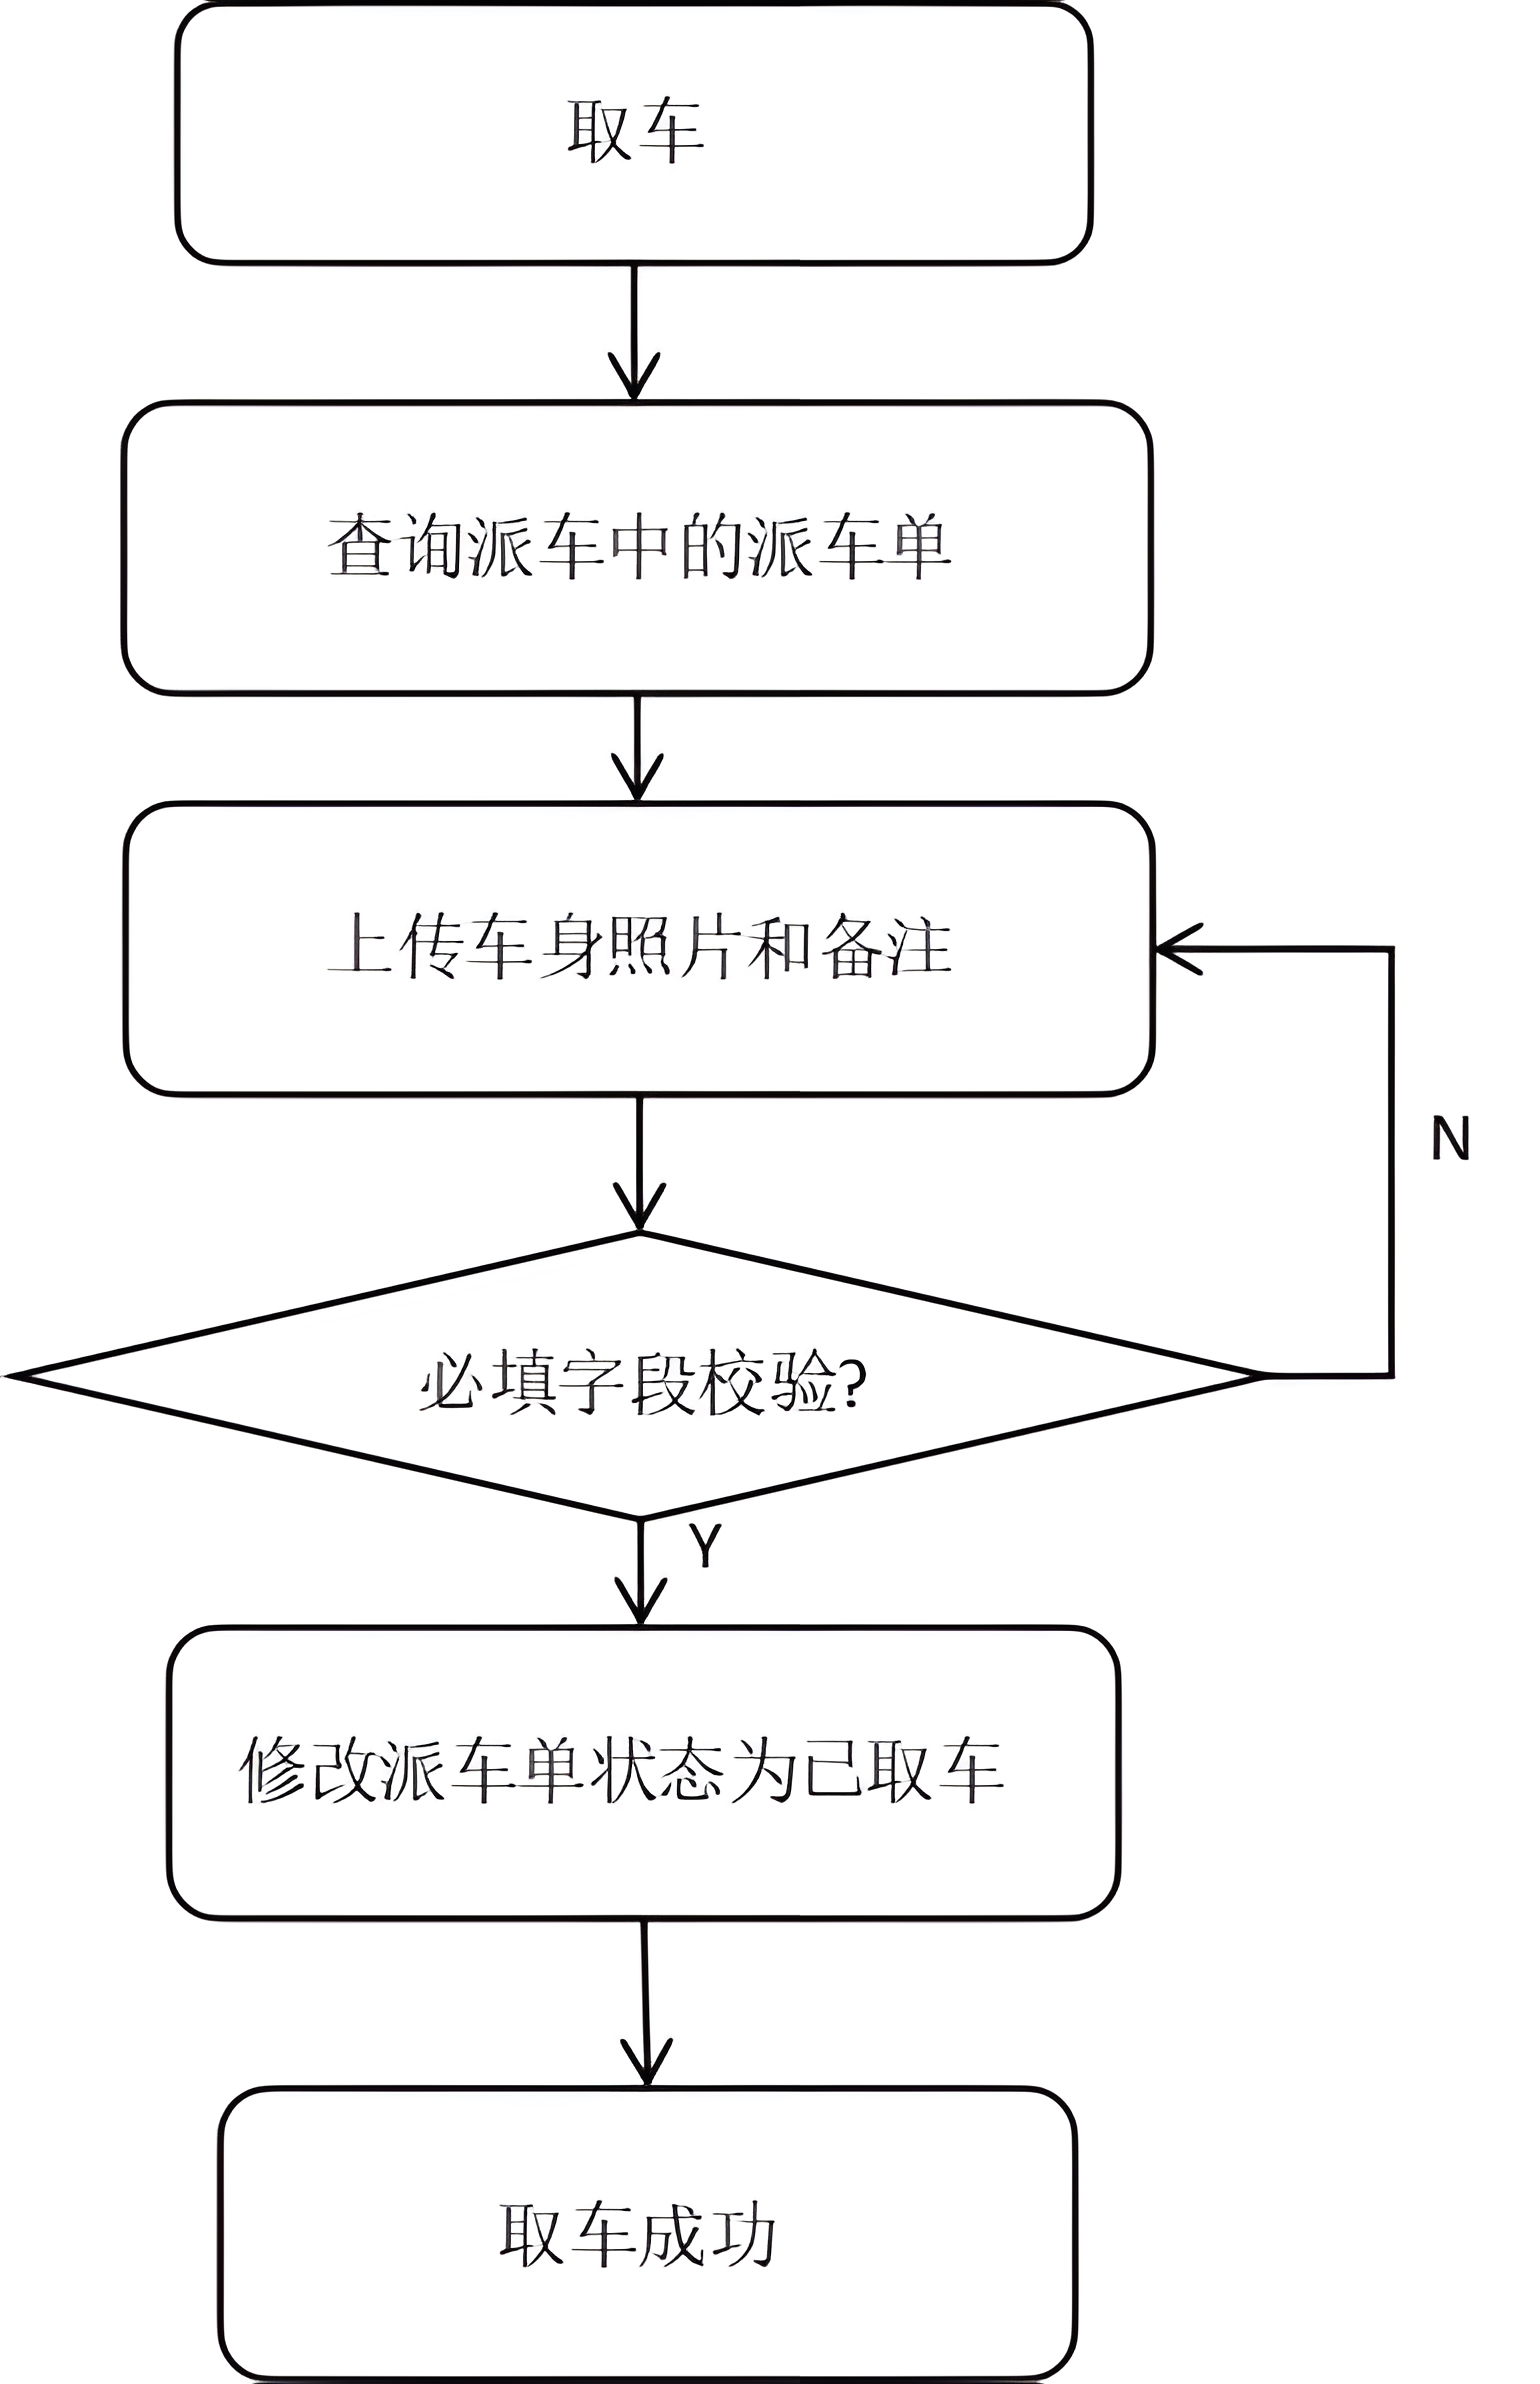 取车
查询派车中的派车单
上传车身照片和备注
N
必填字段校验?
Y
修改派车单状态为已取车
取车成功